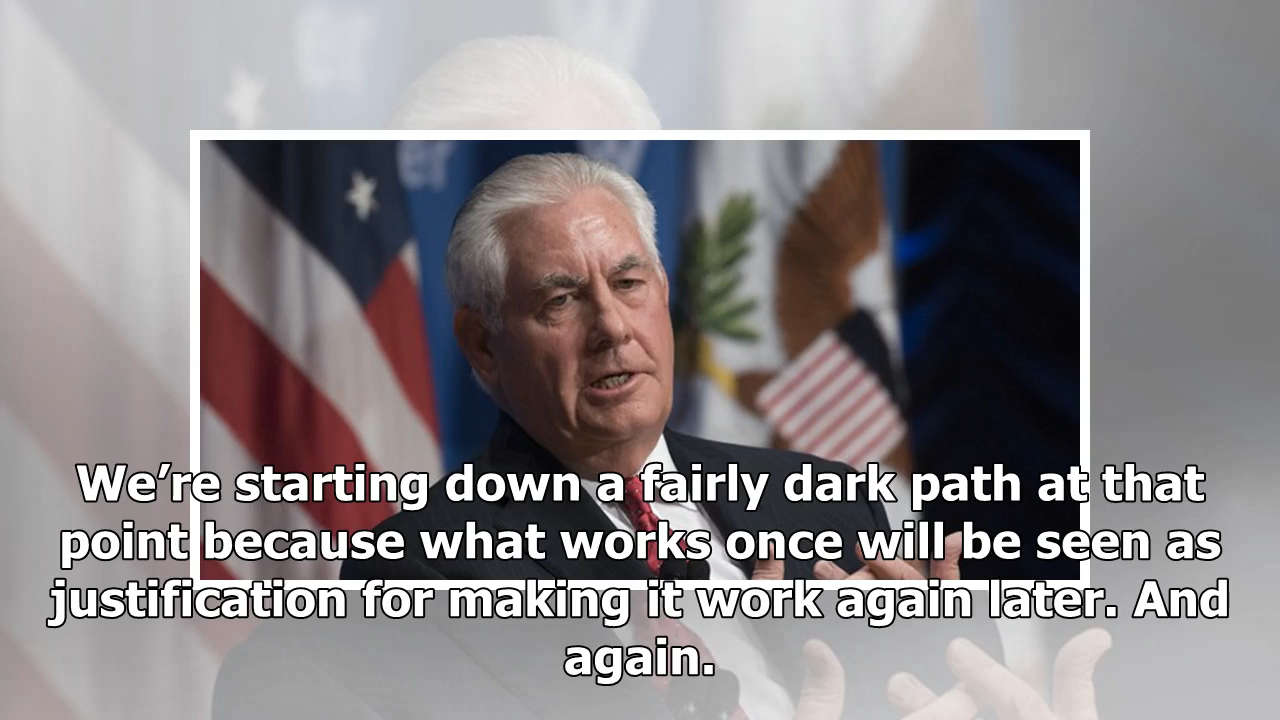 er
We’re starting down a fairly dark path at that
point because what works once will be seen as
justification for making it work again later. And
again.